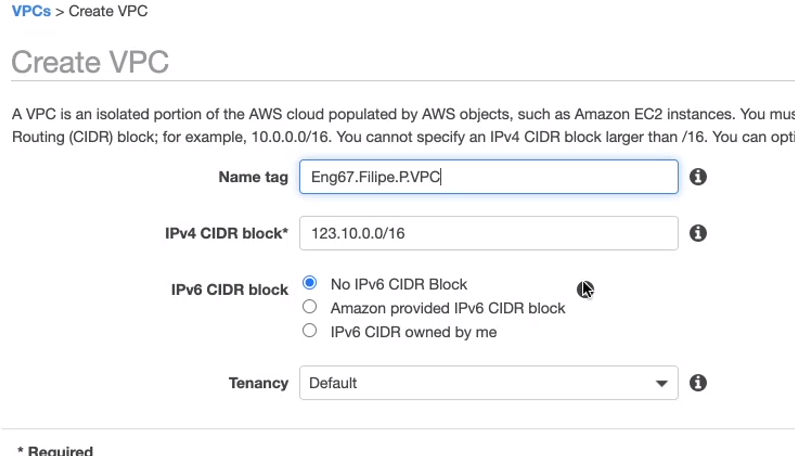 VPCs > Create VPC
Create VPC
A VPC is an isolated portion of the AWS cloud populated by AWS objects, such as Amazon EC2 instances. You mus
Routing (CIDR) block; for example, 10.0.0.0/16. You cannot specify an IPv4 CIDR block larger than /16. You can opti
Name tag Eng67.Filipe.P.VPC
IPv4 CIDR block* 123.10.0.0/16
IPv6 CIDR block No IPv6 CIDR Block
Amazon provided IPv6 CIDR block
IPv6 CIDR owned by me
Tenancy Default
* Required